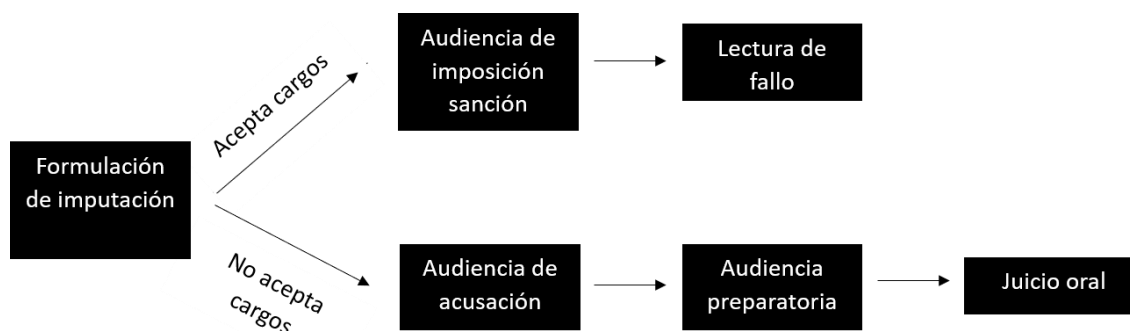 Formulación
de imputación
Acepta cargos
Audiencia de
imposición
sanción
Lectura de
fallo
No acepta
cargos
Audiencia de
acusación
Audiencia
preparatoria
Juicio oral